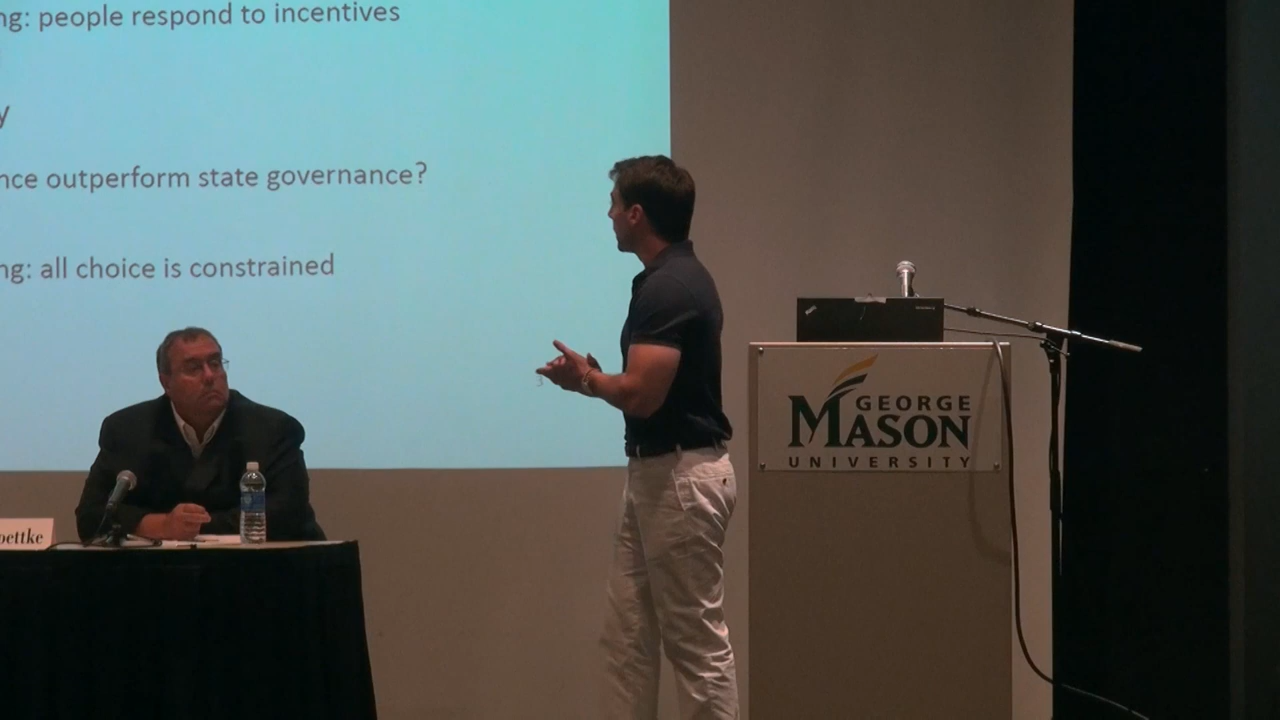 ng: people respond to incentives
y
nce outperform state governance?
ng: all choice is constrained
oettke
GEORGE
MASON
UNIVERSITY